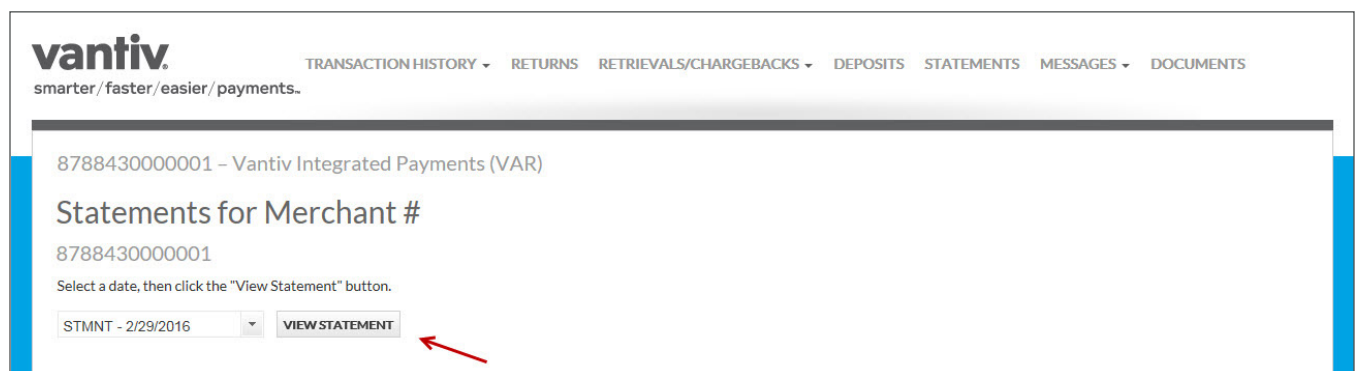 vantiv
smarter/faster/easier/payments℠
TRANSACTION HISTORY RETURNS RETRIEVALS/CHARGEBACKS DEPOSITS STATEMENTS MESSAGES DOCUMENTS
8788430000001 – Vantiv Integrated Payments (VAR)
Statements for Merchant #
8788430000001
Select a date, then click the "View Statement" button.
STMNT - 2/29/2016 VIEW STATEMENT